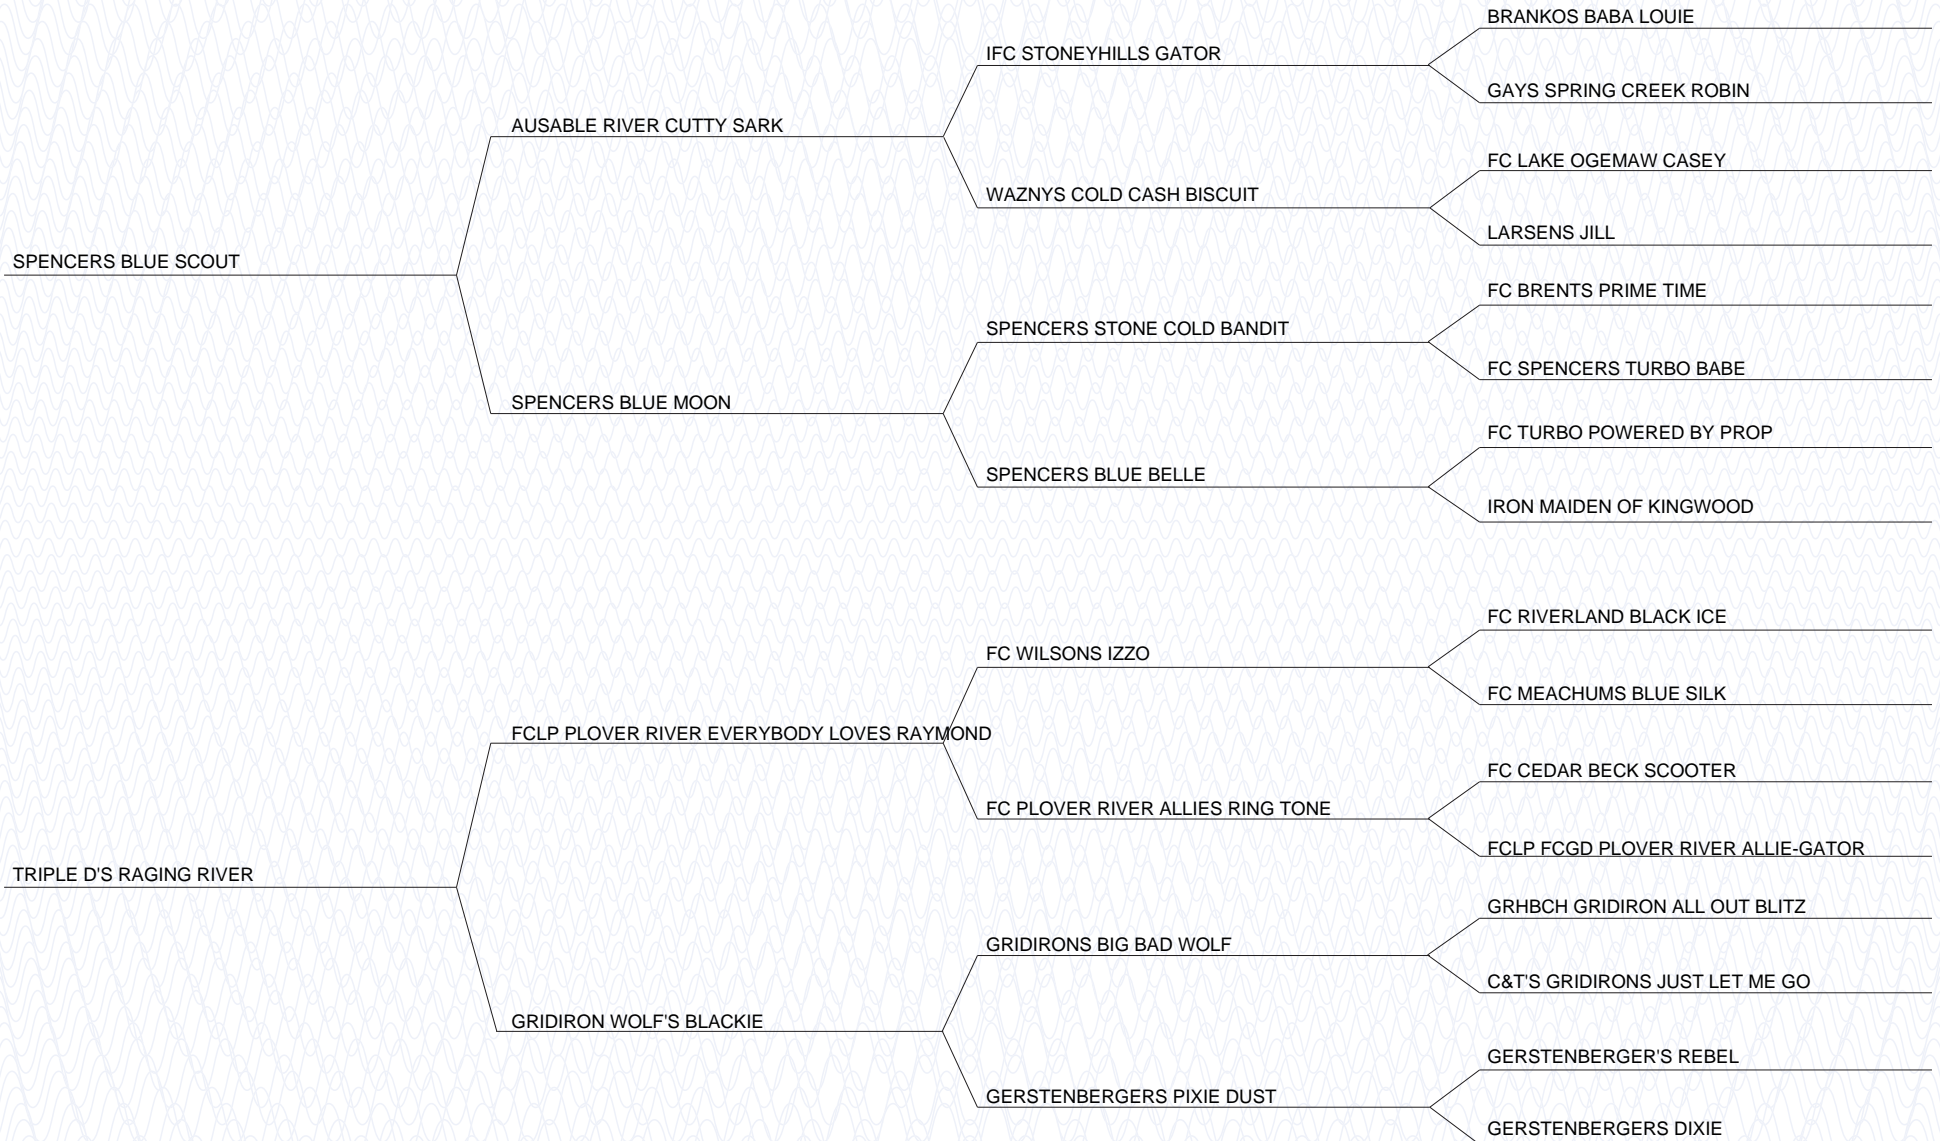 BRANKOS BABA LOUIE
IFC STONEYHILLS GATOR
GAYS SPRING CREEK ROBIN
AUSABLE RIVER CUTTY SARK
FC LAKE OGEMAW CASEY
WAZNYS COLD CASH BISCUIT
LARSENS JILL
SPENCERS BLUE SCOUT
FC BRENTS PRIME TIME
SPENCERS STONE COLD BANDIT
FC SPENCERS TURBO BABE
SPENCERS BLUE MOON
FC TURBO POWERED BY PROP
SPENCERS BLUE BELLE
IRON MAIDEN OF KINGWOOD
FC RIVERLAND BLACK ICE
FC WILSONS IZZO
FC MEACHUMS BLUE SILK
FCLP PLOVER RIVER EVERYBODY LOVES RAYMOND
FC CEDAR BECK SCOOTER
FC PLOVER RIVER ALLIES RING TONE
FCLP FCGD PLOVER RIVER ALLIE-GATOR
TRIPLE D'S RAGING RIVER
GRHBCH GRIDIRON ALL OUT BLITZ
GRIDIRONS BIG BAD WOLF
C&T'S GRIDIRONS JUST LET ME GO
GRIDIRON WOLF'S BLACKIE
GERSTENBERGER'S REBEL
GERSTENBERGERS PIXIE DUST
GERSTENBERGERS DIXIE